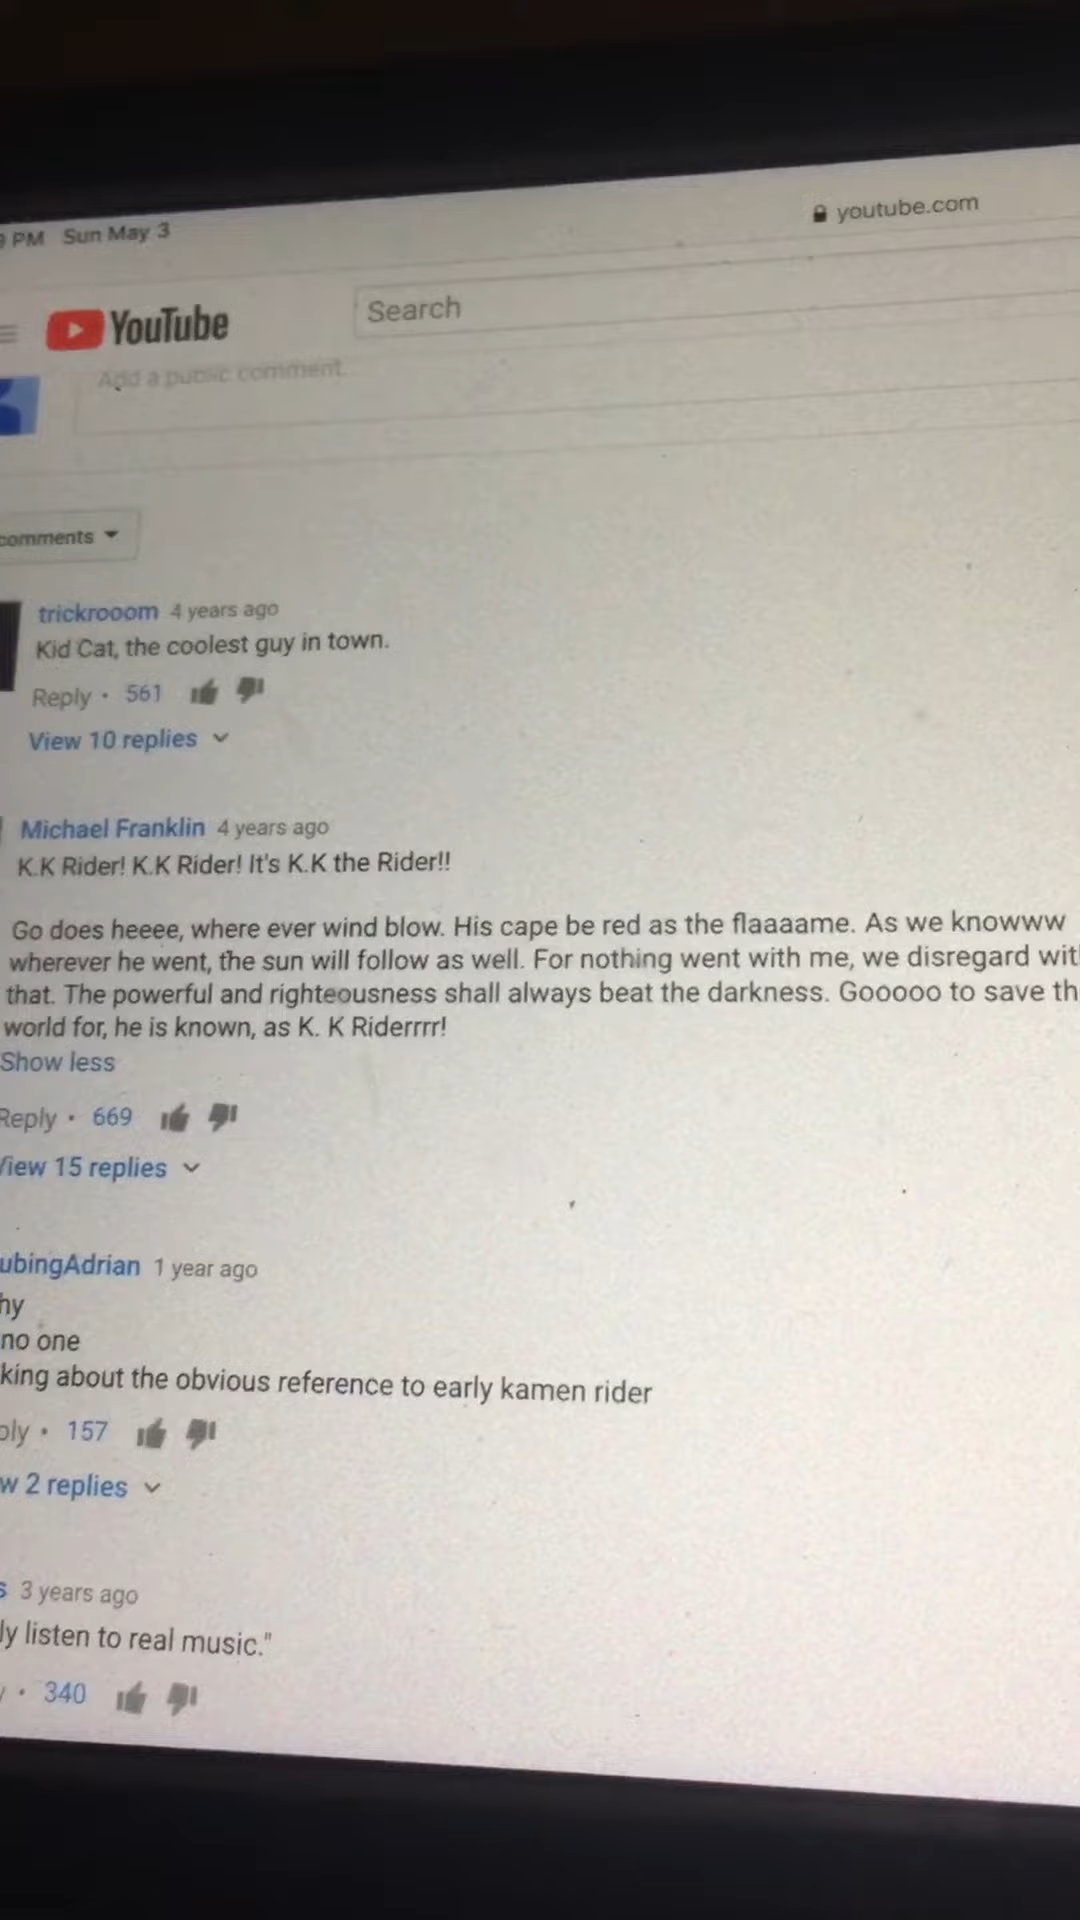 PM Sun May 3
youtube.com
YouTube
Search
Add a public comment.
comments
trickrooom 4 years ago
Kid Cat, the coolest guy in town.
Reply • 561
View 10 replies
Michael Franklin 4 years ago
K.K Rider! K.K Rider! It's K.K the Rider!!
Go does heeee, where ever wind blow. His cape be red as the flaaaame. As we knowww
wherever he went, the sun will follow as well. For nothing went with me, we disregard wit
that. The powerful and righteousness shall always beat the darkness. Gooooo to save th
world for, he is known, as K. K Riderrrr!
Show less
Reply • 669
View 15 replies
ubingAdrian 1 year ago
hy
no one
king about the obvious reference to early kamen rider
ply • 157
w 2 replies
s 3 years ago
ly listen to real music."
y • 340